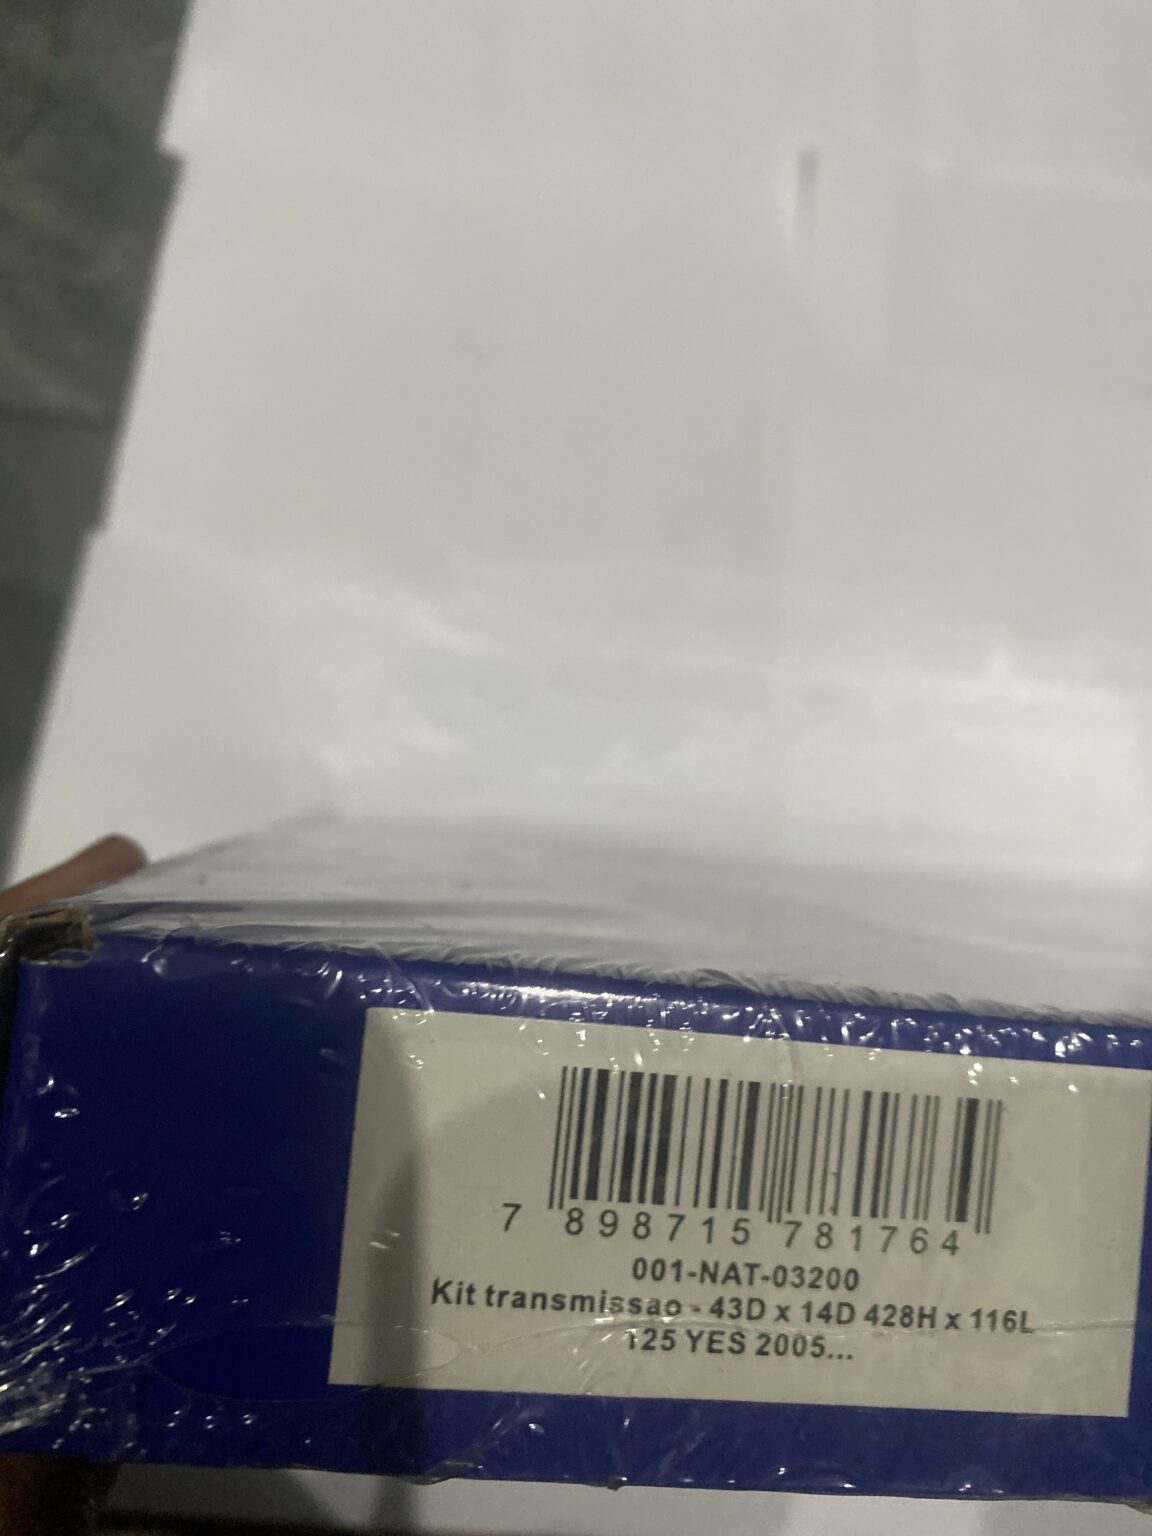 7 898715 781764
001-NAT-03200
Kit transmissao - 43D x 14D 428H x 116L
125 YES 2005...